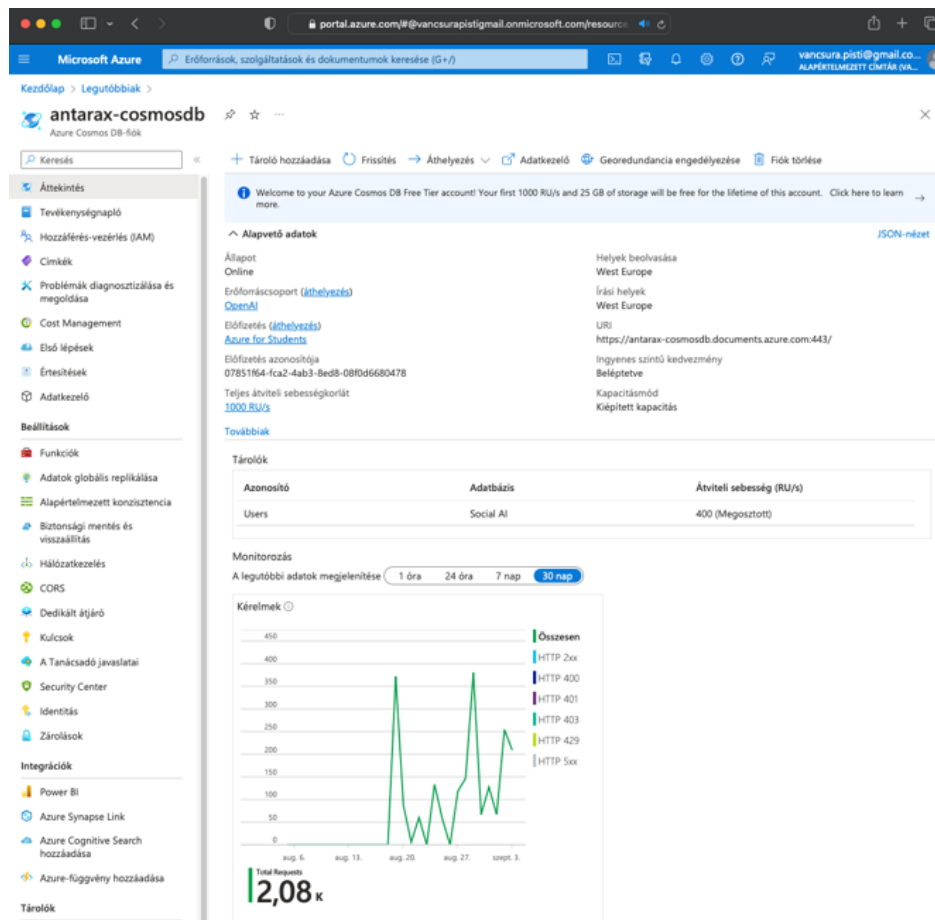 portal.azure.com/#@vancsurapistigmail.onmicrosoft.com/resource
Microsoft Azure
Erőforrások, szolgáltatások és dokumentumok keresése (G+/)
vancsura.pisti@gmail.co...
ALAPÉRTELMEZETT CÍMTÁR (VA...
Kezdőlap > Legutóbbiak >
antarax-cosmosdb
Azure Cosmos DB-fiók
Keresés
Tároló hozzáadása
Frissítés
Áthelyezés
Adatkezelő
Georedundancia engedélyezése
Fiók törlése
Welcome to your Azure Cosmos DB Free Tier account! Your first 1000 RU/s and 25 GB of storage will be free for the lifetime of this account. Click here to learn
more.
Áttekintés
Tevékenységnapló
Hozzáférés-vezérlés (IAM)
Címkék
Problémák diagnosztizálása és
megoldása
Cost Management
Első lépések
Értesítések
Adatkezelő
Beállítások
Funkciók
Adatok globális replikálása
Alapértelmezett konzisztencia
Biztonsági mentés és
visszaállítás
Hálózatkezelés
CORS
Dedikált átjáró
Kulcsok
A Tanácsadó javaslatai
Security Center
Identitás
Zárolások
Integrációk
Power BI
Azure Synapse Link
Azure Cognitive Search
hozzáadása
Azure-függvény hozzáadása
Tárolók
Alapvető adatok
JSON-nézet
Állapot
Online
Erőforráscsoport (áthelyezés)
OpenAI
Előfizetés (áthelyezés)
Azure for Students
Előfizetés azonosítója
07851f64-fca2-4ab3-8ed8-08f0d6680478
Teljes átviteli sebességkorlát
1000 RU/s
Továbbiak
Helyek beolvasása
West Europe
Írási helyek
West Europe
URI
https://antarax-cosmosdb.documents.azure.com:443/
Ingyenes szintű kedvezmény
Beléptetve
Kapacitásmód
Kiépített kapacitás
Tárolók
Azonosító Adatbázis Átviteli sebesség (RU/s)
Users Social AI 400 (Megosztott)
Monitorozás
A legutóbbi adatok megjelenítése 1 óra 24 óra 7 nap 30 nap
Kérelmek
450
400
350
300
250
200
150
100
50
0
aug. 6. aug. 13. aug. 20. aug. 27. szept. 3.
Összesen
HTTP 2xx
HTTP 400
HTTP 401
HTTP 403
HTTP 429
HTTP 5xx
Total Requests
2,08 K